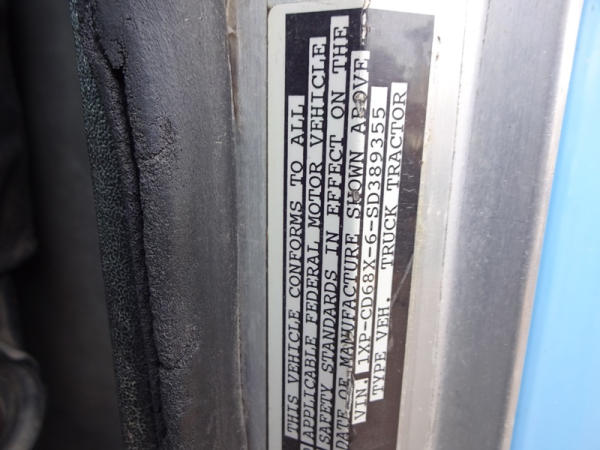 THIS VEHICLE CONFORMS TO ALL
APPLICABLE FEDERAL MOTOR VEHICLE
SAFETY STANDARDS IN EFFECT ON THE
DATE OF MANUFACTURE SHOWN ABOVE
VIN. 1XP-CD68X-6-SD389355
TYPE VEH. TRUCK TRACTOR